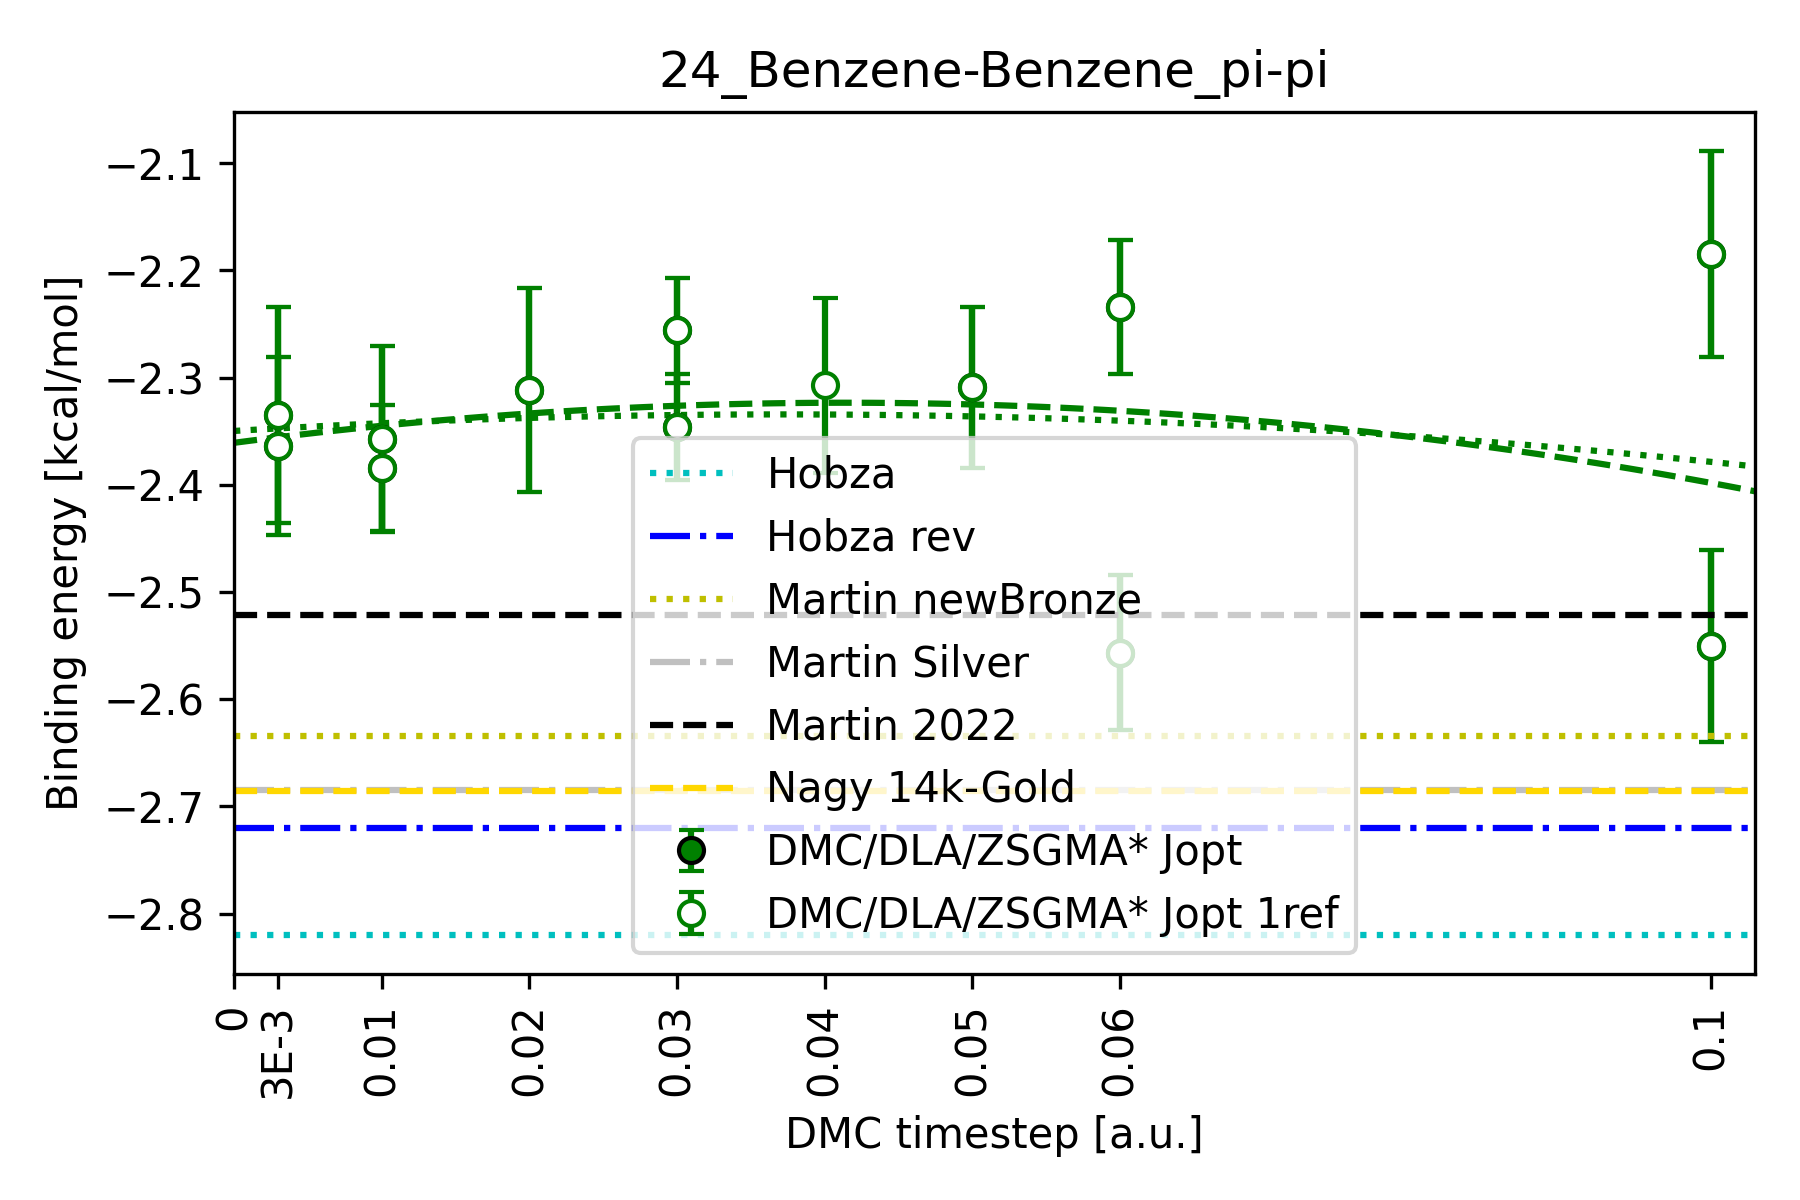 24_Benzene-Benzene_pi-pi
Binding energy [kcal/mol]
−2.1
−2.2
−2.3
−2.4
−2.5
−2.6
−2.7
−2.8
Hobza
Hobza rev
Martin newBronze
Martin Silver
Martin 2022
Nagy 14k-Gold
DMC/DLA/ZSGMA* Jopt
DMC/DLA/ZSGMA* Jopt 1ref
0
3E-3
0.01
0.02
0.03
0.04
0.05
0.06
0.1
DMC timestep [a.u.]